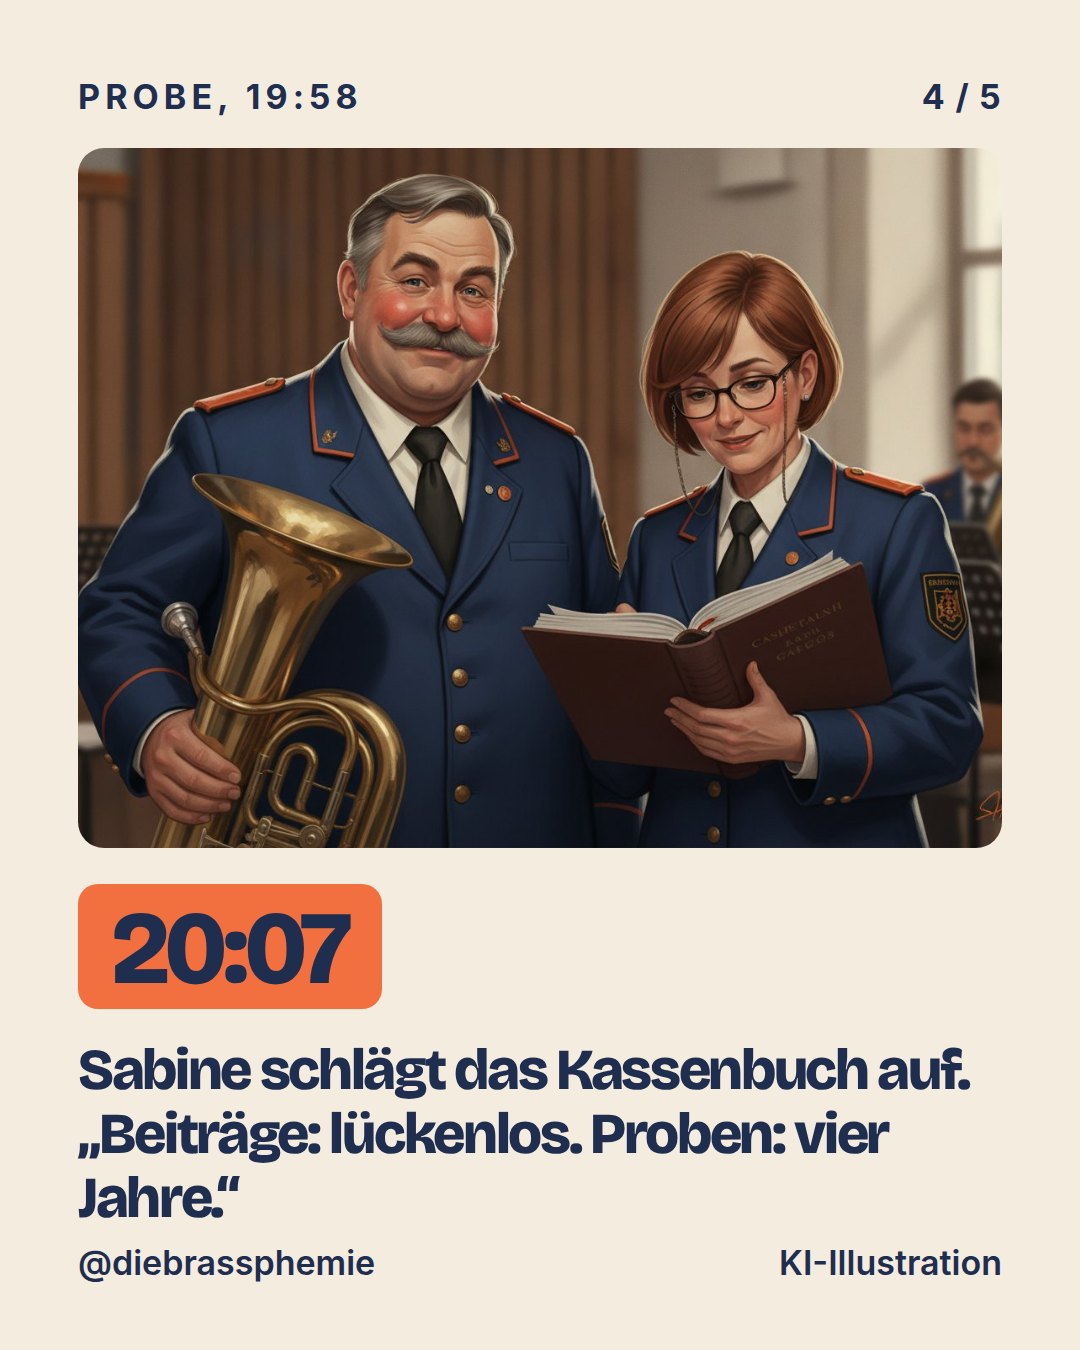 PROBE, 19:58
4 / 5
20:07
Sabine schlägt das Kassenbuch auf.
„Beiträge: lückenlos. Proben: vier
Jahre.“
@diebrassphemie
KI-Illustration